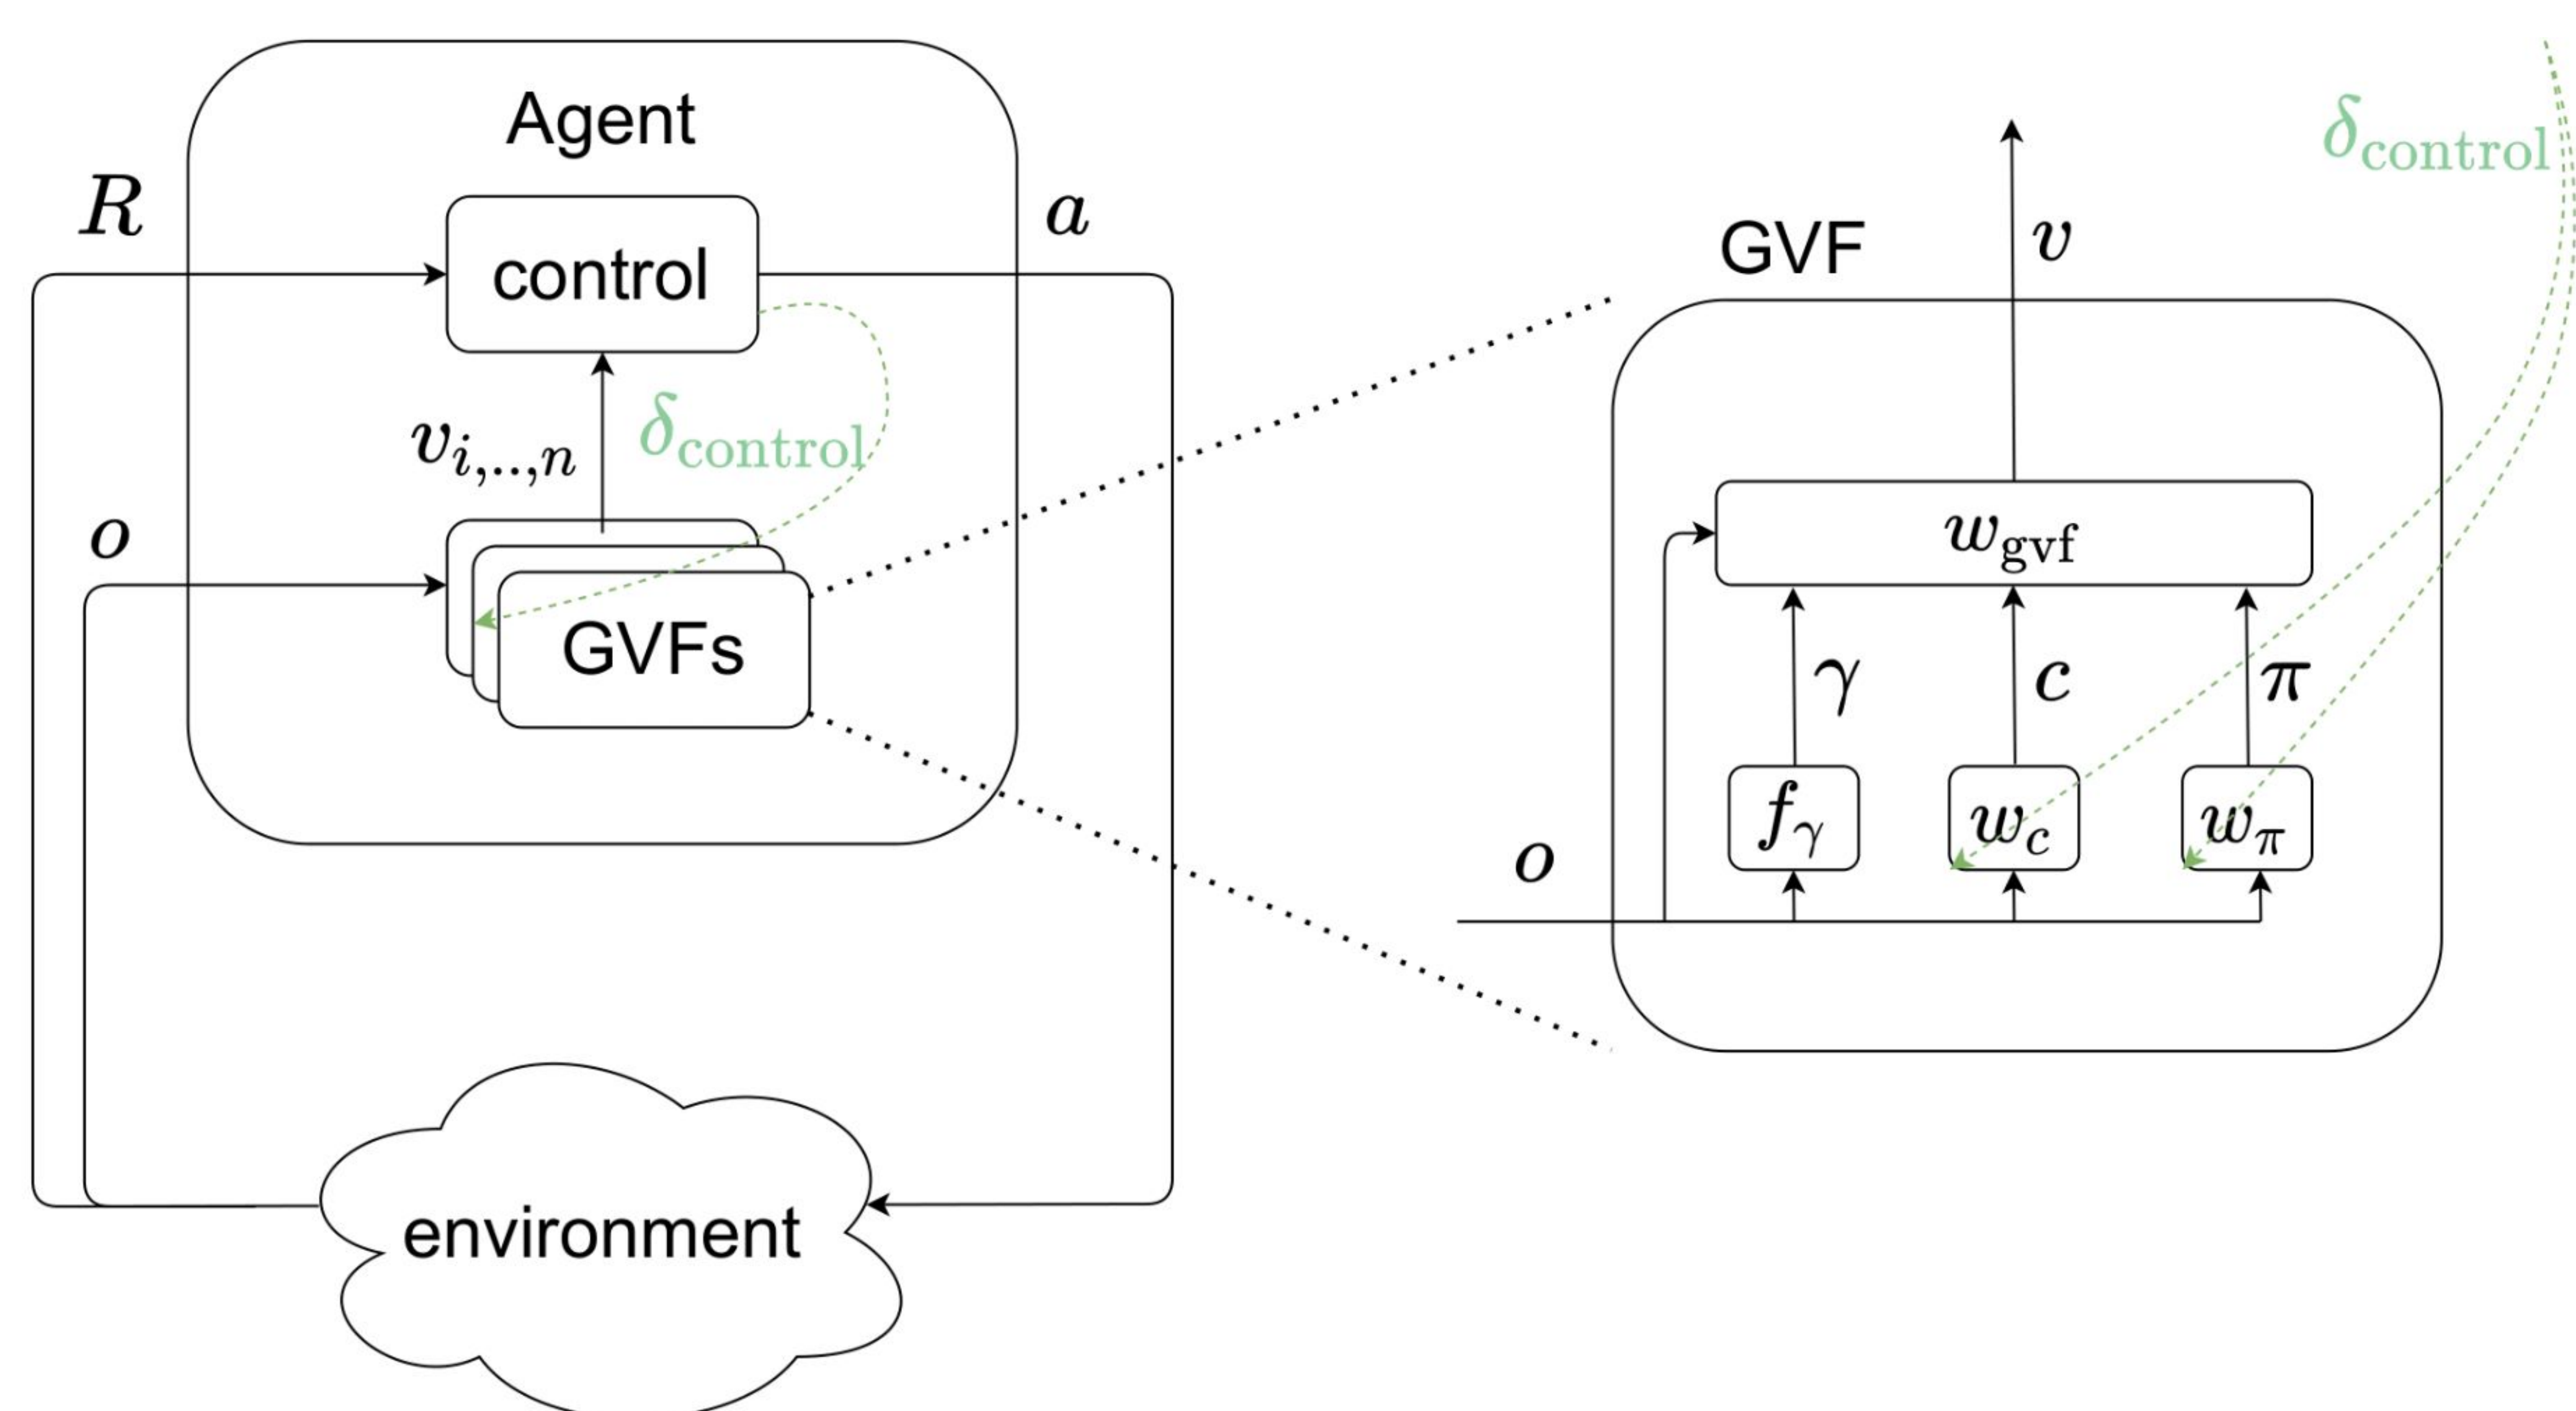 Agent
R
control
a
δ_control
v_{i,..,n}
o
GVFs
environment
δ_control
GVF
v
w_gvf
γ
c
π
f_γ
w_c
w_π
o